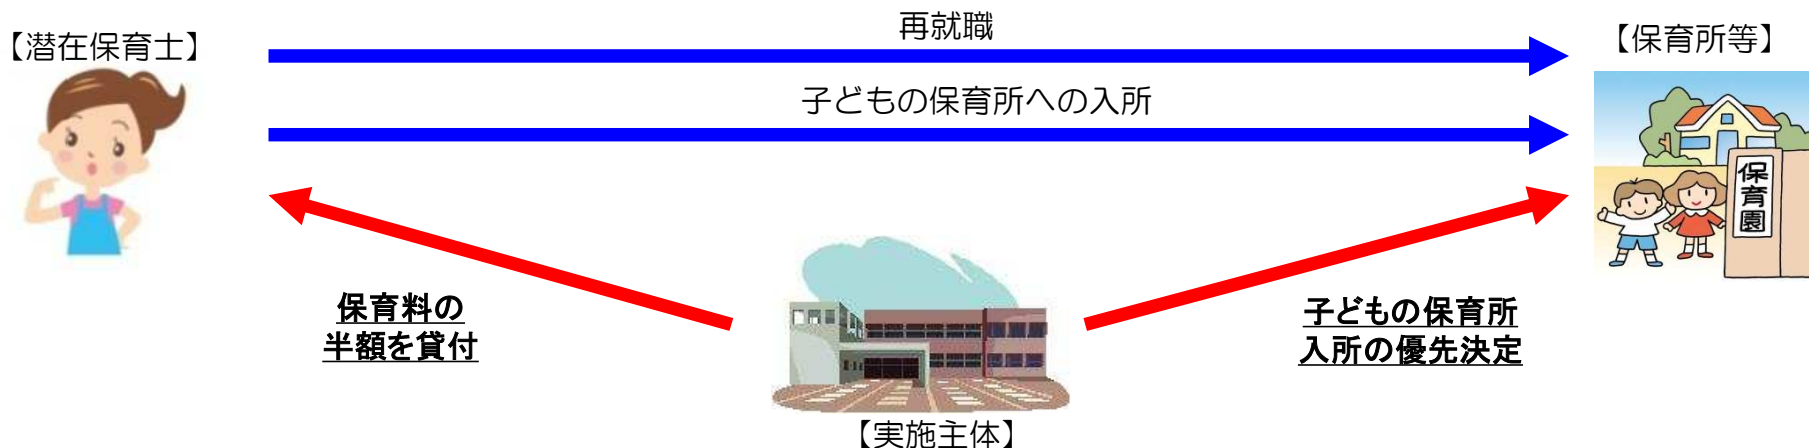 再就職
【潜在保育士】
【保育所等】
子どもの保育所への入所
保育園
保育料の
半額を貸付
子どもの保育所
入所の優先決定
【実施主体】